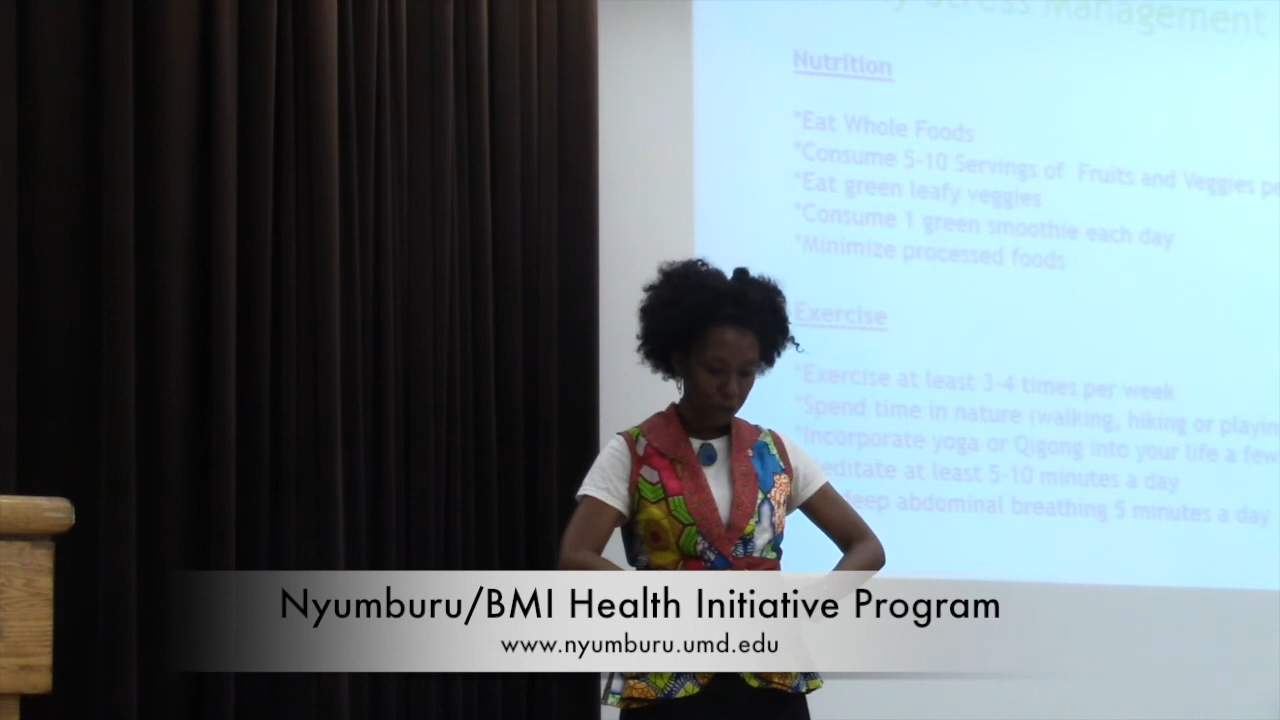 Stress Management
Nutrition
*Eat Whole Foods
*Consume 5-10 Servings of Fruits and Veggies
*Eat green leafy veggies
*Consume 1 green smoothie each day
*Minimize processed foods
Exercise
*Exercise at least 3-4 times per week
*Spend time in nature (walking, hiking or
*Incorporate yoga or Qigong into your life a few
at least 5-10 minutes a day
abdominal breathing 5 minutes a day
Nyumburu/BMI Health Initiative Program
www.nyumburu.umd.edu